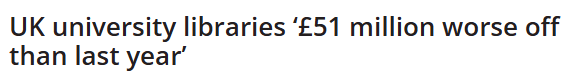 UK university libraries ‘£51 million worse off
than last year’